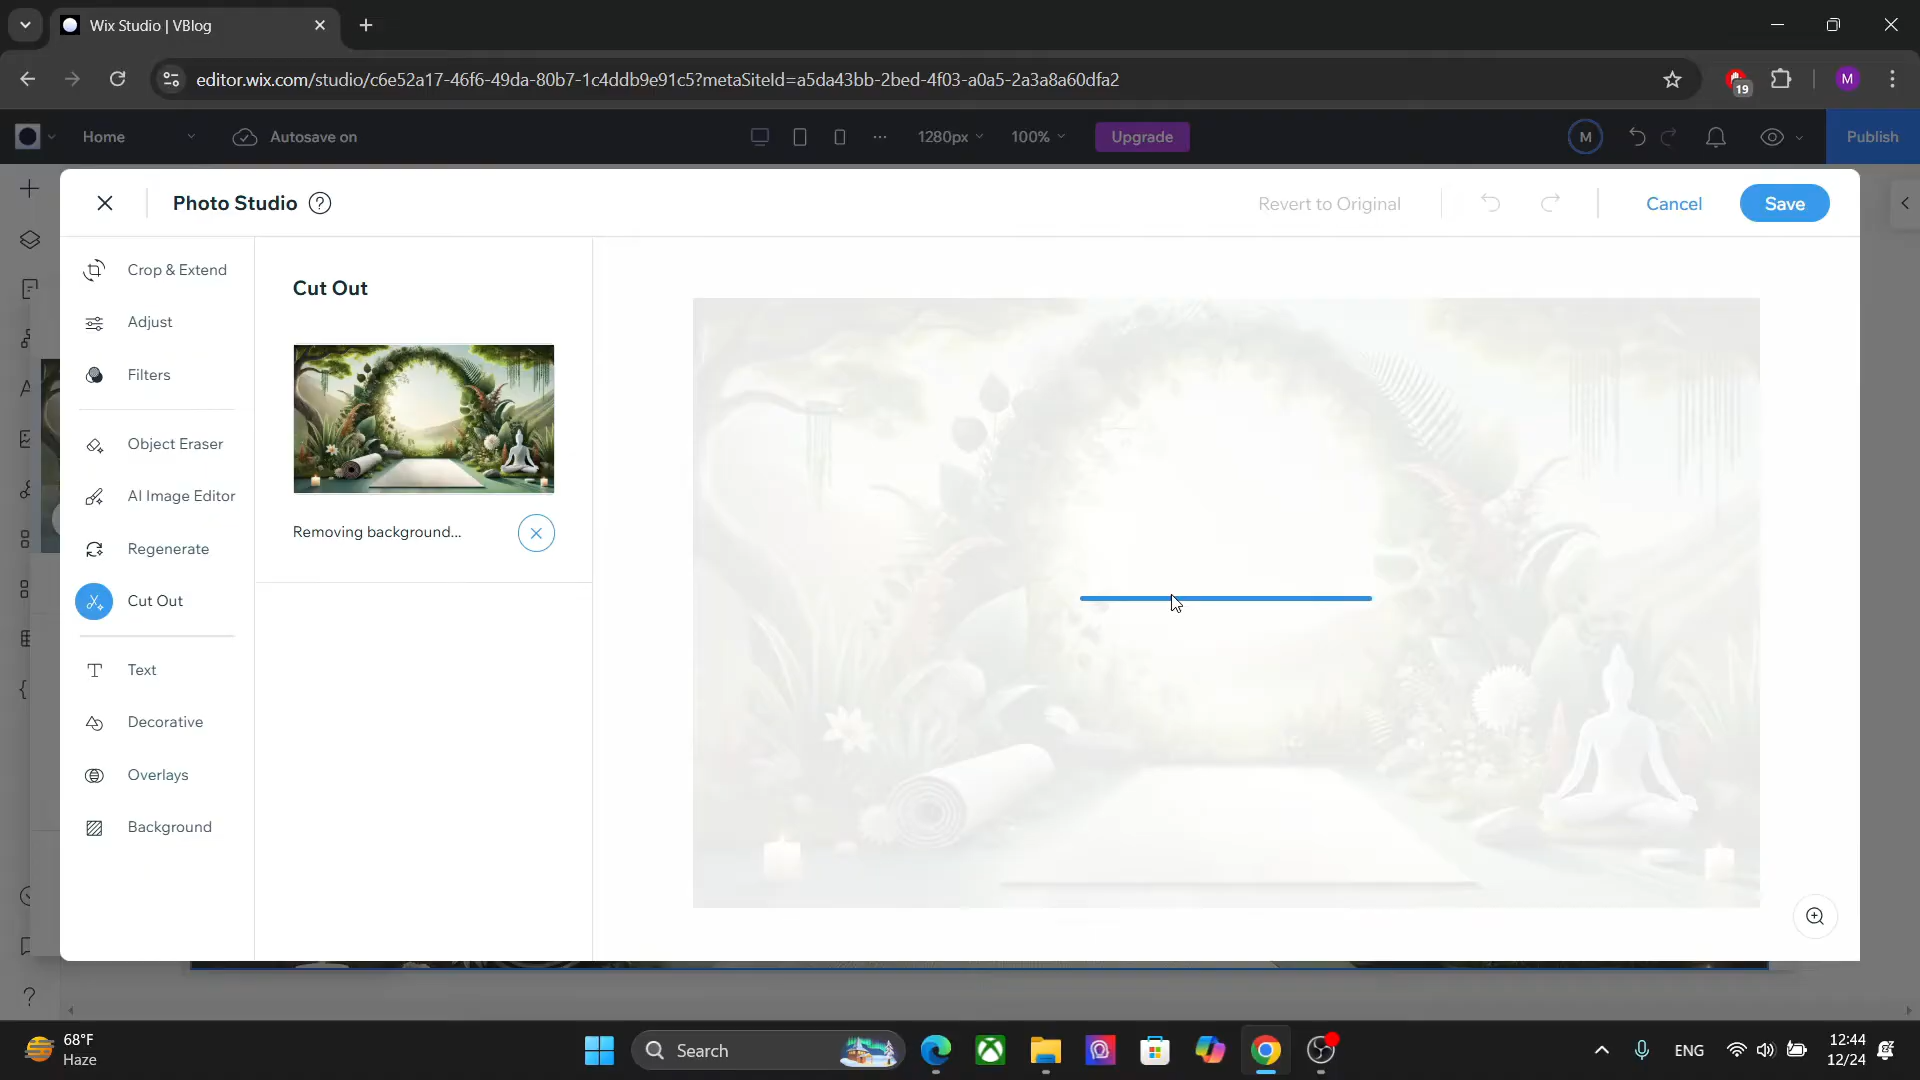 Wix Studio | VBlog
editor.wix.com/studio/c6e52a17-46f6-49da-80b7-1c4ddb9e91c5?metaSiteId=a5da43bb-2bed-4f03-a0a5-2a3a8a60dfa2
19
M
Home
Autosave on
1280px
100%
Upgrade
M
Publish
Photo Studio
Revert to Original
Cancel
Save
Crop & Extend
Adjust
Filters
Object Eraser
AI Image Editor
Regenerate
Cut Out
Text
Decorative
Overlays
Background
Cut Out
Removing background...
68°F
Haze
Search
ENG
12:44
12/24